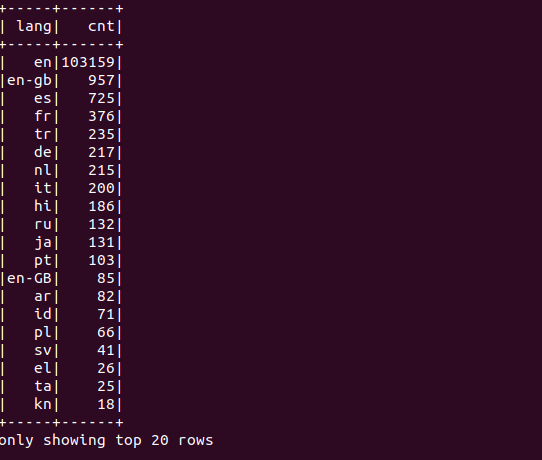 +-----+------+
| lang|   cnt|
+-----+------+
|   en|103159|
|en-gb|   957|
|   es|   725|
|   fr|   376|
|   tr|   235|
|   de|   217|
|   nl|   215|
|   it|   200|
|   hi|   186|
|   ru|   132|
|   ja|   131|
|   pt|   103|
|en-GB|    85|
|   ar|    82|
|   id|    71|
|   pl|    66|
|   sv|    41|
|   el|    26|
|   ta|    25|
|   kn|    18|
+-----+------+
only showing top 20 rows